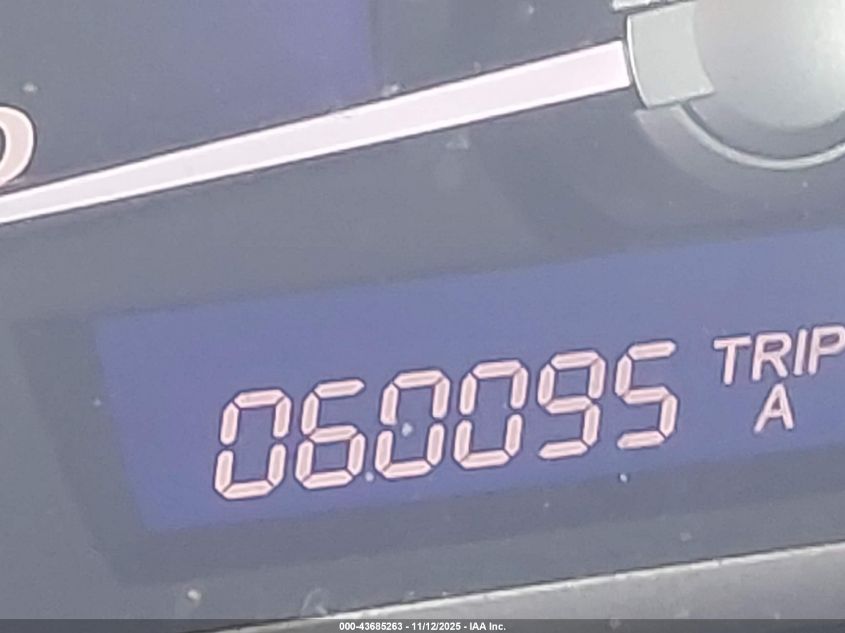 060095 TRIP
A
000-43685263 - 11/12/2025 - IAA Inc.